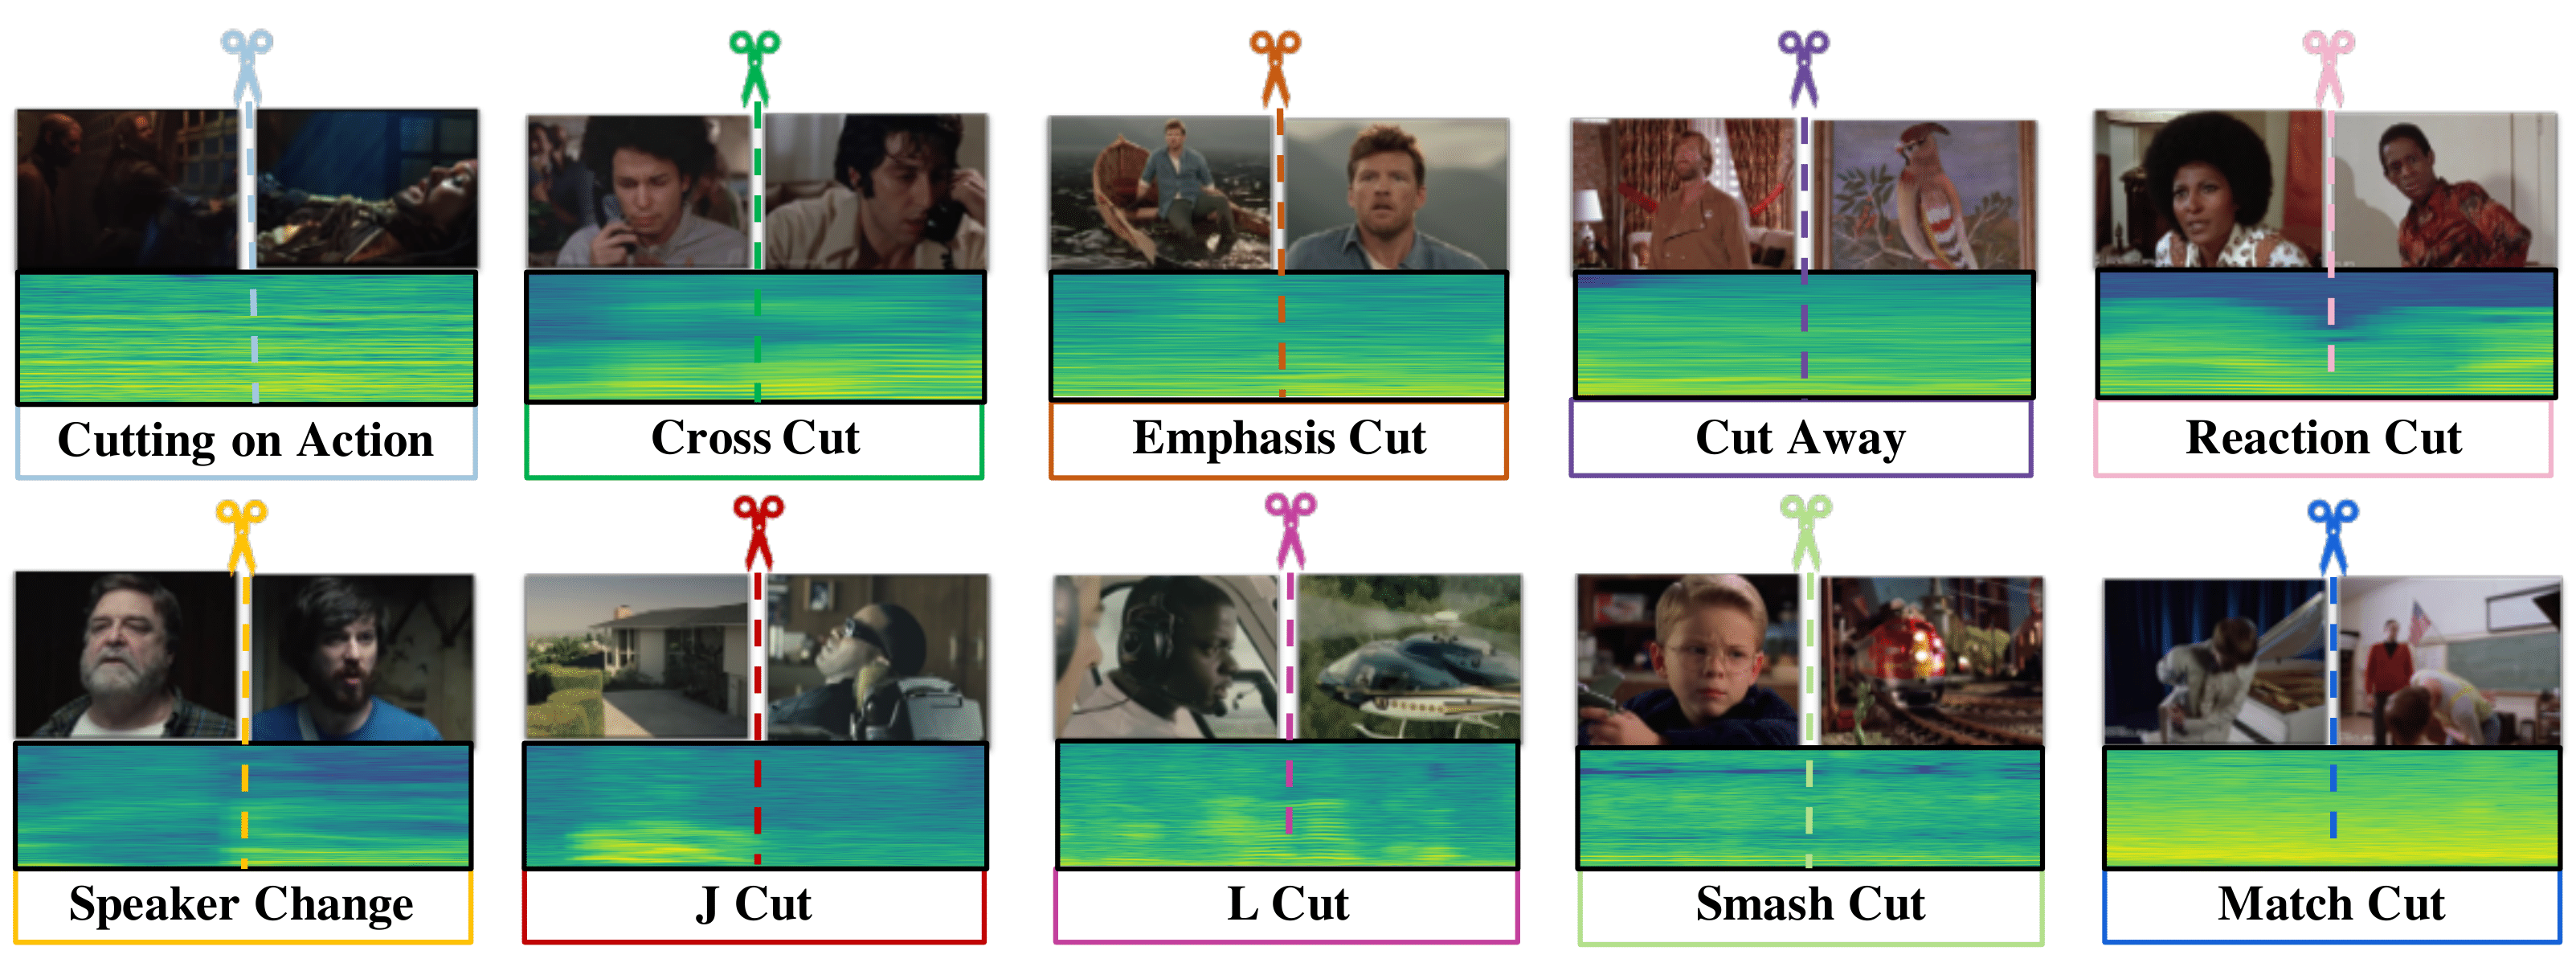 Cutting on Action
Cross Cut
Emphasis Cut
Cut Away
Reaction Cut
Speaker Change
J Cut
L Cut
Smash Cut
Match Cut